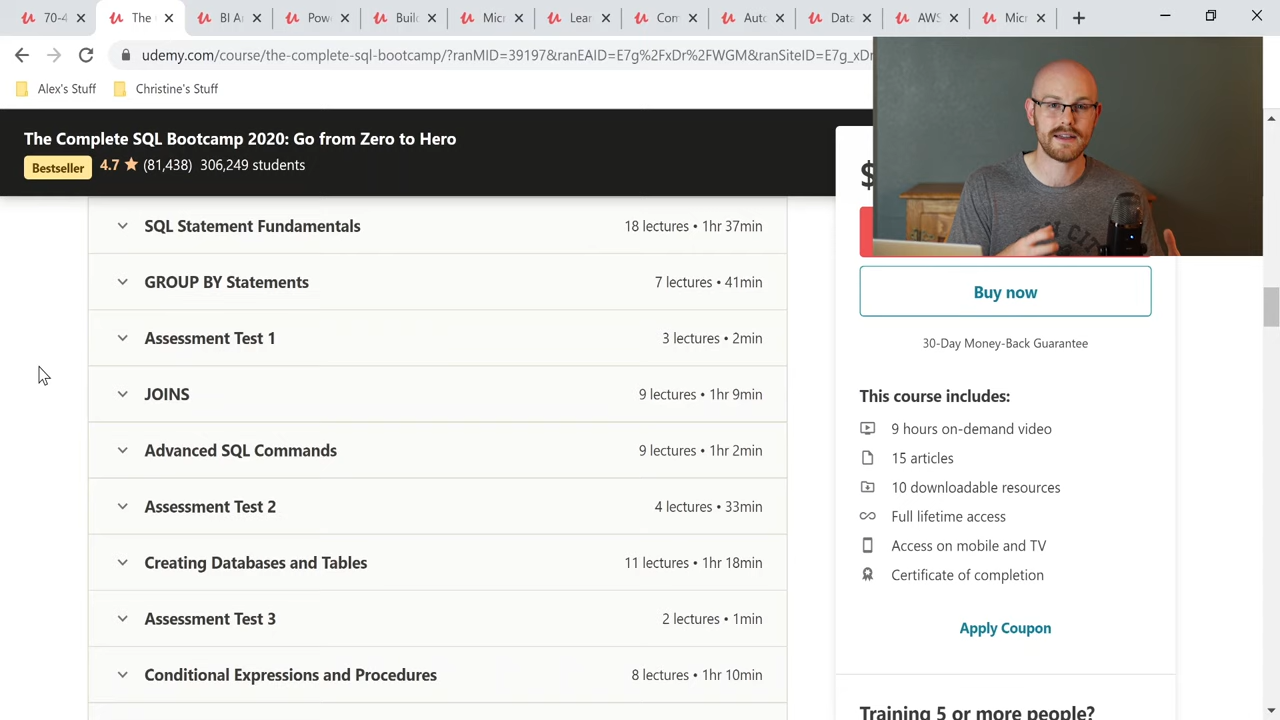 70-4
The
BI A
Pow
Buil
Micr
Lear
Com
Auto
Data
AWS
Micr
udemy.com/course/the-complete-sql-bootcamp/?ranMID=39197&ranEAID=E7g%2FxDr%2FWGM&ranSiteID=E7g_xDr
Alex's Stuff
Christine's Stuff
The Complete SQL Bootcamp 2020: Go from Zero to Hero
Bestseller 4.7 (81,438) 306,249 students
$
SQL Statement Fundamentals 18 lectures • 1hr 37min
GROUP BY Statements 7 lectures • 41min
Assessment Test 1 3 lectures • 2min
JOINS 9 lectures • 1hr 9min
Advanced SQL Commands 9 lectures • 1hr 2min
Assessment Test 2 4 lectures • 33min
Creating Databases and Tables 11 lectures • 1hr 18min
Assessment Test 3 2 lectures • 1min
Conditional Expressions and Procedures 8 lectures • 1hr 10min
Buy now
30-Day Money-Back Guarantee
This course includes:
9 hours on-demand video
15 articles
10 downloadable resources
Full lifetime access
Access on mobile and TV
Certificate of completion
Apply Coupon
Training 5 or more people?